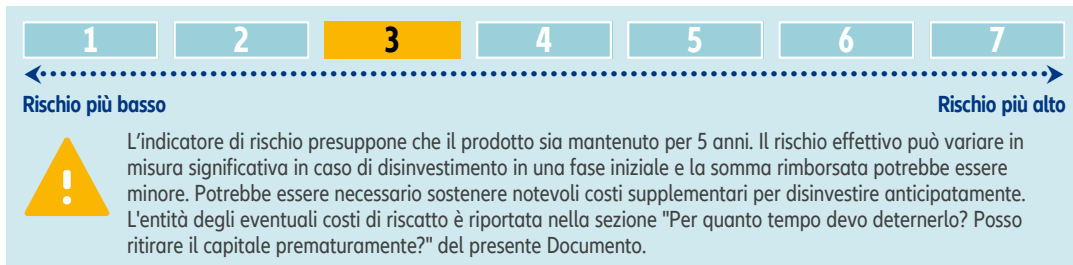 1 2 3 4 5 6 7
Rischio più basso Rischio più alto
L'indicatore di rischio presuppone che il prodotto sia mantenuto per 5 anni. Il rischio effettivo può variare in
misura significativa in caso di disinvestimento in una fase iniziale e la somma rimborsata potrebbe essere
minore. Potrebbe essere necessario sostenere notevoli costi supplementari per disinvestire anticipatamente.
L'entità degli eventuali costi di riscatto è riportata nella sezione "Per quanto tempo devo deternerlo? Posso
ritirare il capitale prematuramente?" del presente Documento.